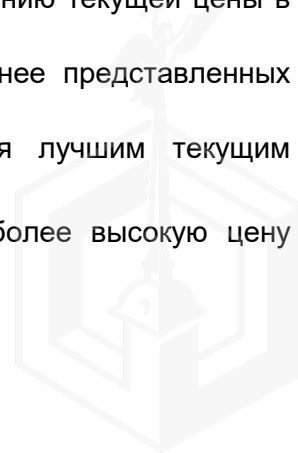 нию текущей цены в
нее представленных
я лучшим текущим
более высокую цену